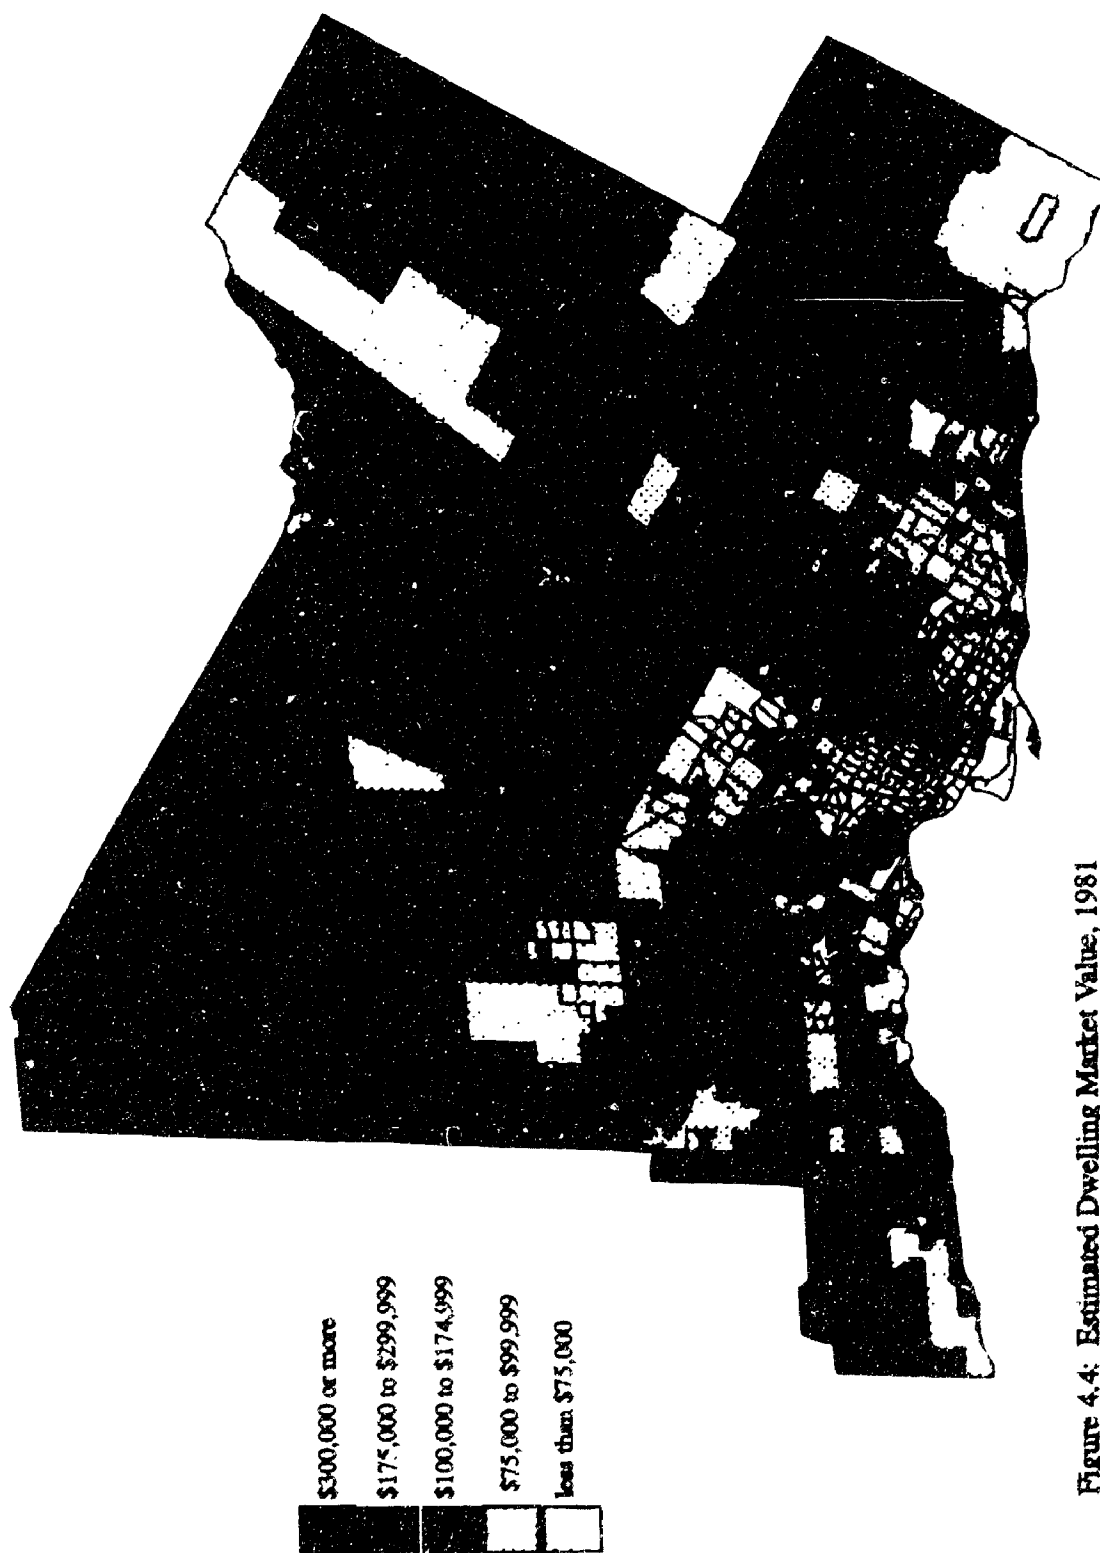 $300,000 or more
$175,000 to $299,999
$100,000 to $174,999
$75,000 to $99,999
less than $75,000
Figure 4.4: Estimated Dwelling Market Value, 1981